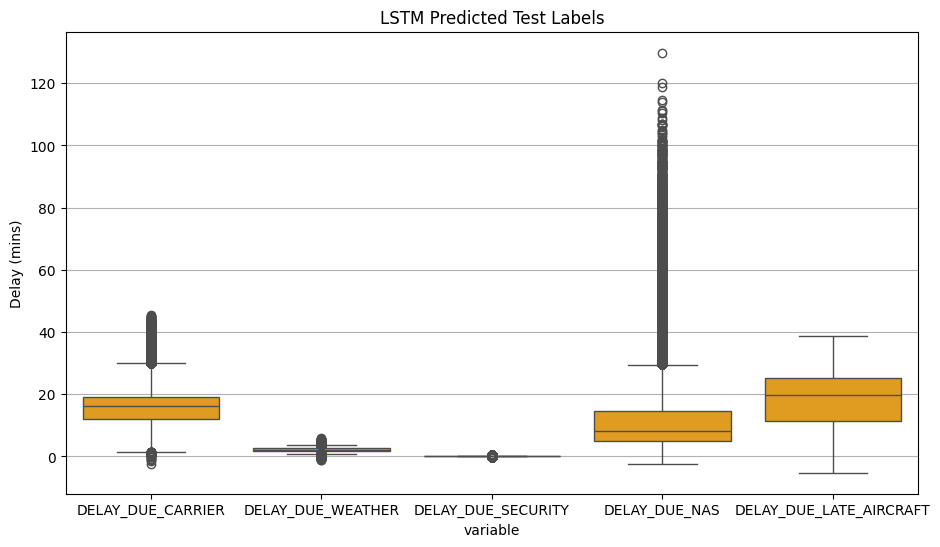 LSTM Predicted Test Labels
Delay (mins)
120
100
80
60
40
20
0
DELAY_DUE_CARRIER
DELAY_DUE_WEATHER
DELAY_DUE_SECURITY
DELAY_DUE_NAS
DELAY_DUE_LATE_AIRCRAFT
variable